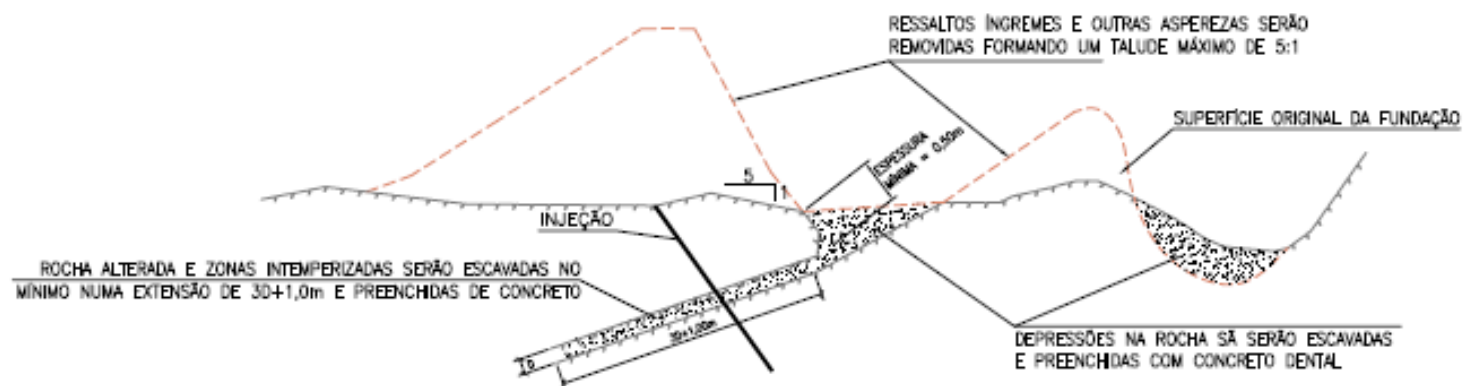 RESSALTOS ÍNGREMES E OUTRAS ASPEREZAS SERÃO
REMOVIDAS FORMANDO UM TALUDE MÁXIMO DE 5:1
SUPERFÍCIE ORIGINAL DA FUNDAÇÃO
ESPESSURA
MÍNIMA = 0,50m
5
1
INJEÇÃO
ROCHA ALTERADA E ZONAS INTEMPERIZADAS SERÃO ESCAVADAS NO
MÍNIMO NUMA EXTENSÃO DE 3D+1,0m E PREENCHIDAS DE CONCRETO
3D+1,00m
D
DEPRESSÕES NA ROCHA SÃ SERÃO ESCAVADAS
E PREENCHIDAS COM CONCRETO DENTAL